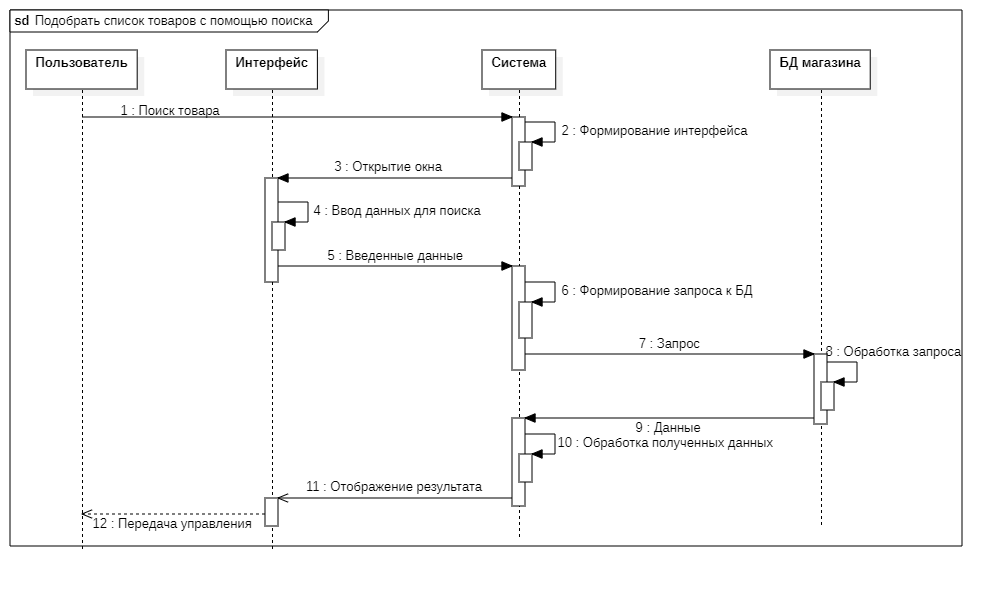 sd Подобрать список товаров с помощью поиска
Пользователь
Интерфейс
Система
БД магазина
1 : Поиск товара
2 : Формирование интерфейса
3 : Открытие окна
4 : Ввод данных для поиска
5 : Введенные данные
6 : Формирование запроса к БД
7 : Запрос
8 : Обработка запроса
9 : Данные
10 : Обработка полученных данных
11 : Отображение результата
12 : Передача управления